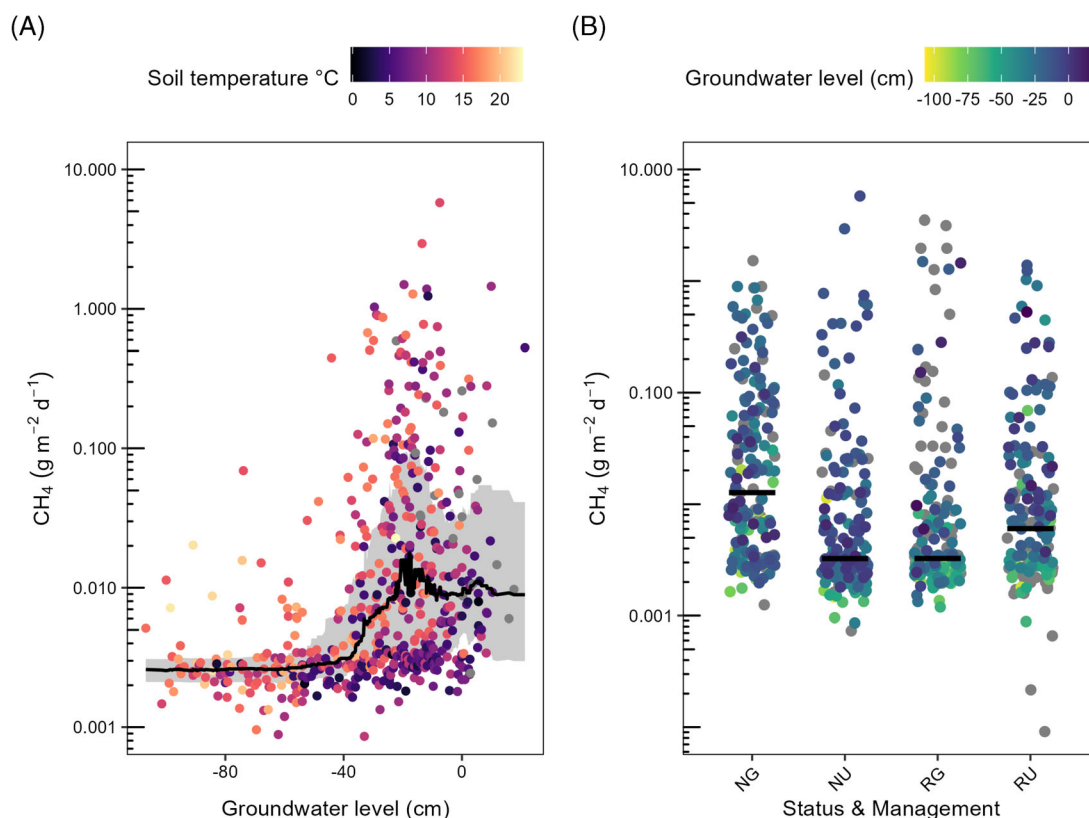 (A)
Soil temperature °C
0 5 10 15 20
CH₄ (g m⁻² d⁻¹)
10.000
1.000
0.100
0.010
0.001
-80 -40 0
Groundwater level (cm)
(B)
Groundwater level (cm)
-100 -75 -50 -25 0
CH₄ (g m⁻² d⁻¹)
10.000
1.000
0.100
0.001
NG NU RG RU
Status & Management